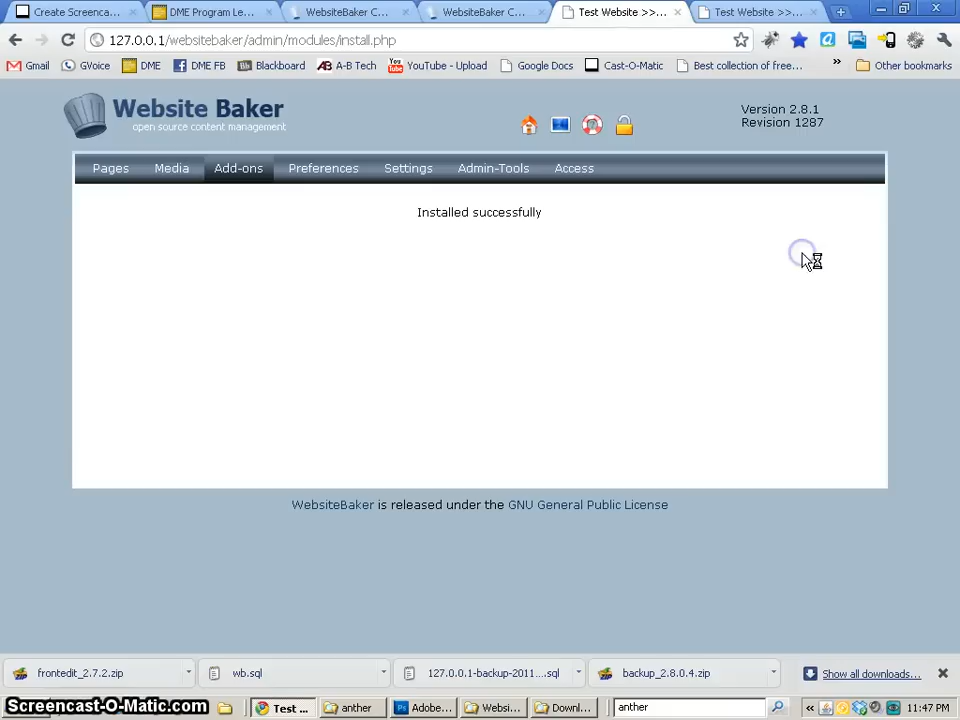 Create Screenca...
DME Program Le...
WebsiteBaker C...
WebsiteBaker C...
Test Website >>...
Test Website >>...
127.0.0.1/websitebaker/admin/modules/install.php
Gmail
GVoice
DME
DME FB
Blackboard
A-B Tech
YouTube - Upload
Google Docs
Cast-O-Matic
Best collection of free...
»
Other bookmarks
Website Baker
open source content management
Version 2.8.1
Revision 1287
Pages
Media
Add-ons
Preferences
Settings
Admin-Tools
Access
Installed successfully
WebsiteBaker is released under the GNU General Public License
frontedit_2.7.2.zip
wb.sql
127.0.0.1-backup-2011....sql
backup_2.8.0.4.zip
Show all downloads...
Screencast-O-Matic.com
Test ...
anther
Adobe...
Websi...
Downl...
anther
«
11:47 PM